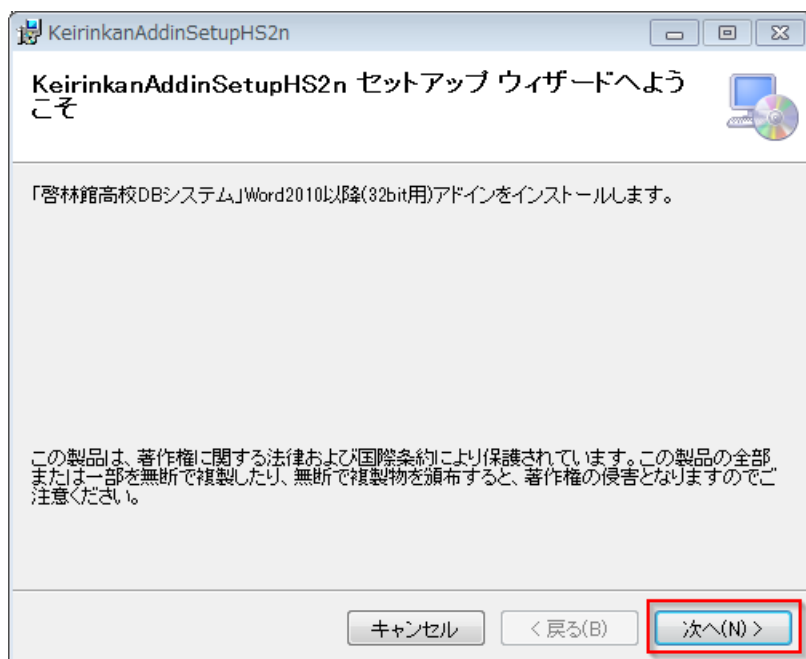 KeirinkanAddinSetupHS2n
KeirinkanAddinSetupHS2n セットアップ ウィザードへよう
こそ
「啓林館高校DBシステム」Word2010以降(32bit用)アドインをインストールします。
この製品は、著作権に関する法律および国際条約により保護されています。この製品の全部
または一部を無断で複製したり、無断で複製物を頒布すると、著作権の侵害となりますのでご
注意ください。
キャンセル
< 戻る(B)
次へ(N) >